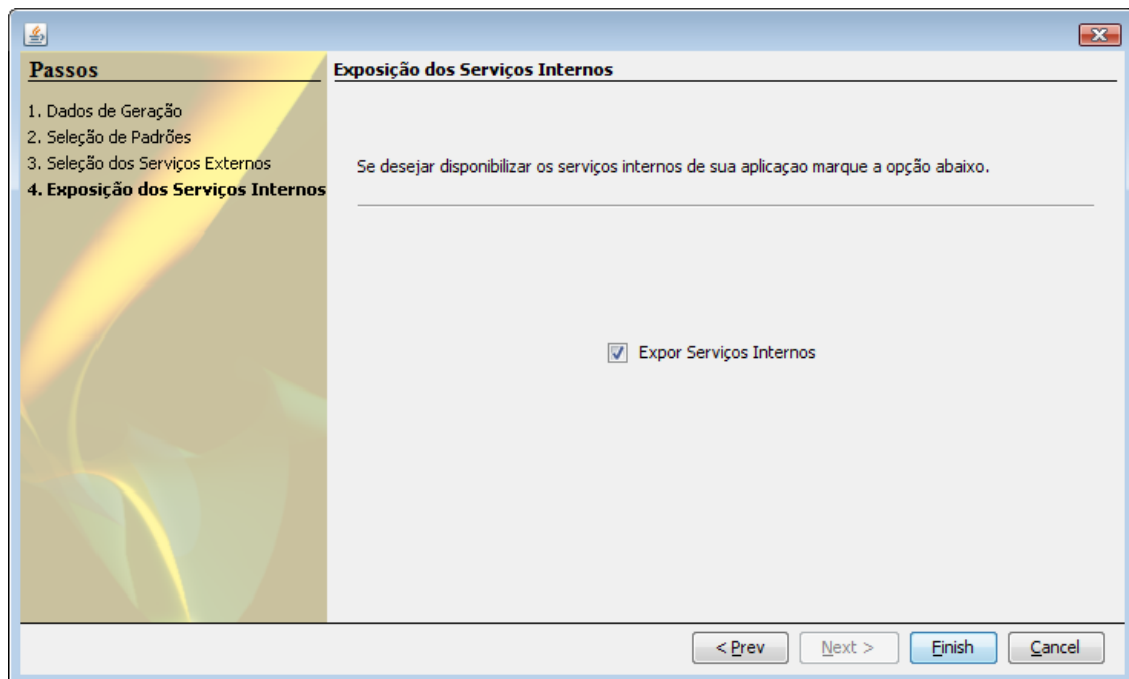 Passos
1. Dados de Geração
2. Seleção de Padrões
3. Seleção dos Serviços Externos
4. Exposição dos Serviços Internos
Exposição dos Serviços Internos
Se desejar disponibilizar os serviços internos de sua aplicaçao marque a opção abaixo.
Expor Serviços Internos
< Prev
Next >
Finish
Cancel